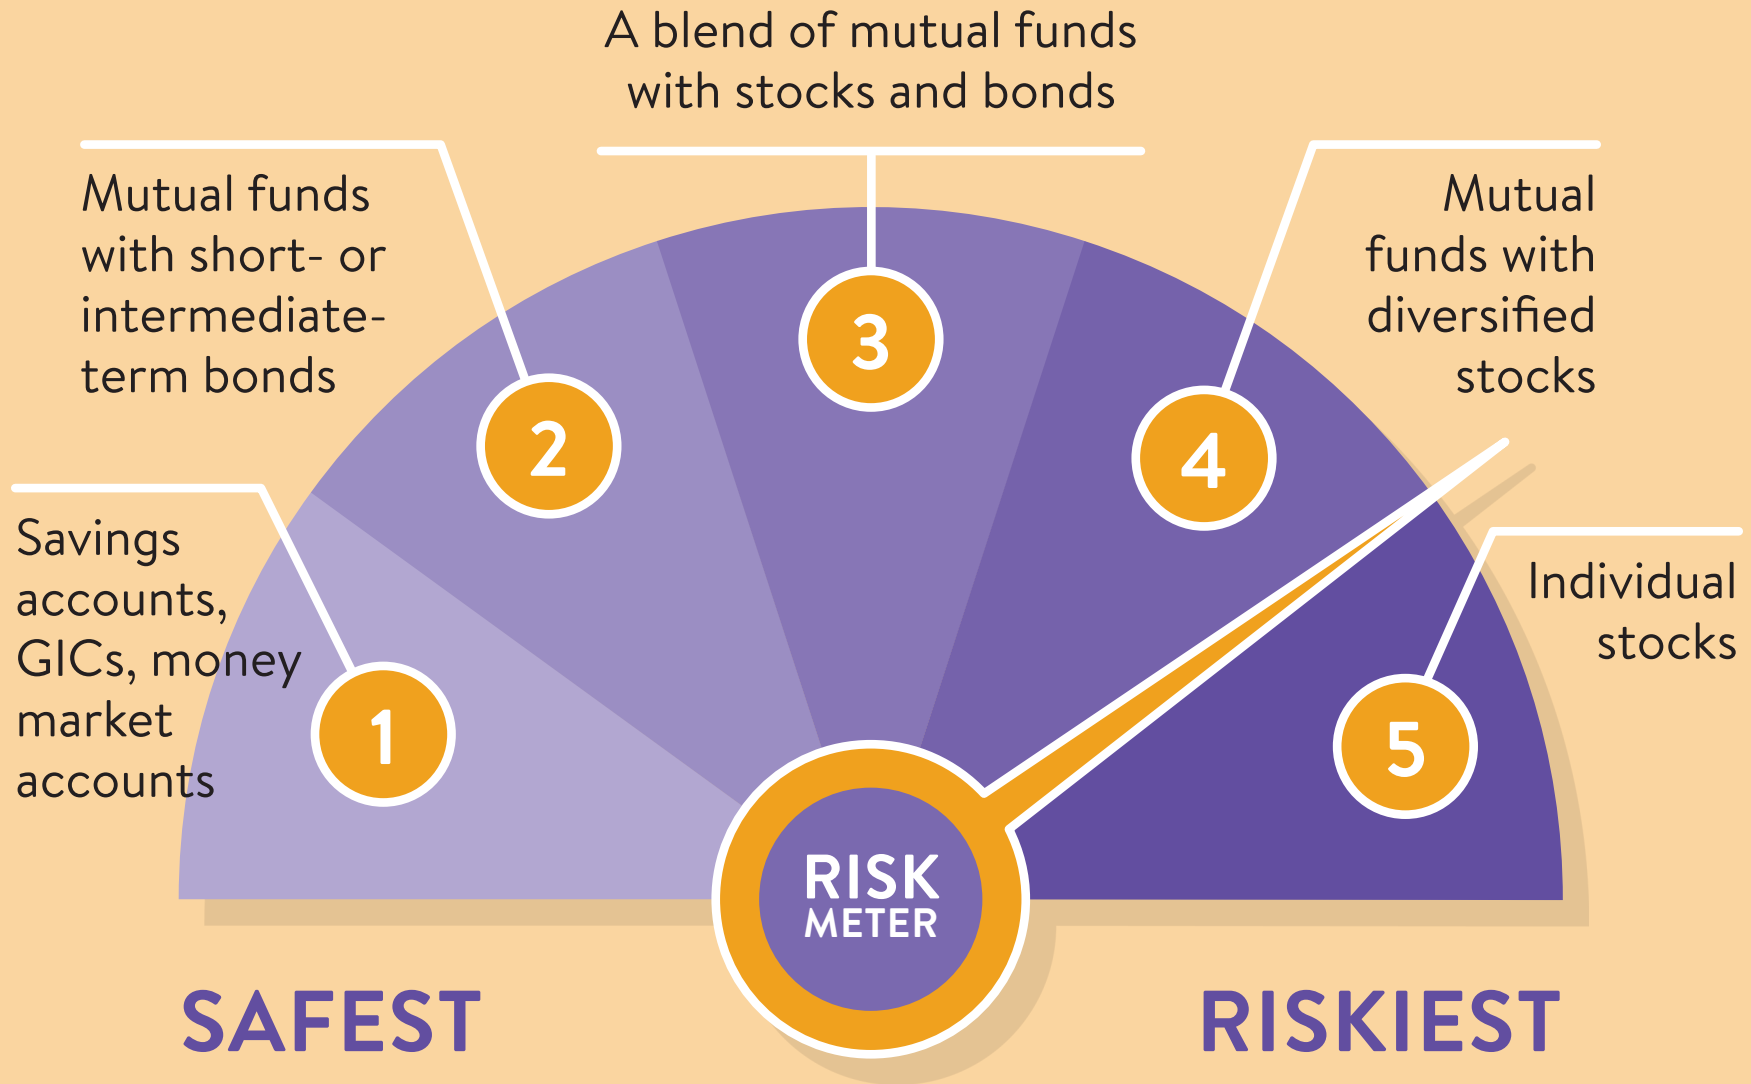 A blend of mutual funds
with stocks and bonds
Mutual funds
with short- or
intermediate-
term bonds
Mutual
funds with
diversified
stocks
3
2
4
Savings
accounts,
GICs, money
market
accounts
Individual
stocks
1
5
RISK
METER
SAFEST
RISKIEST